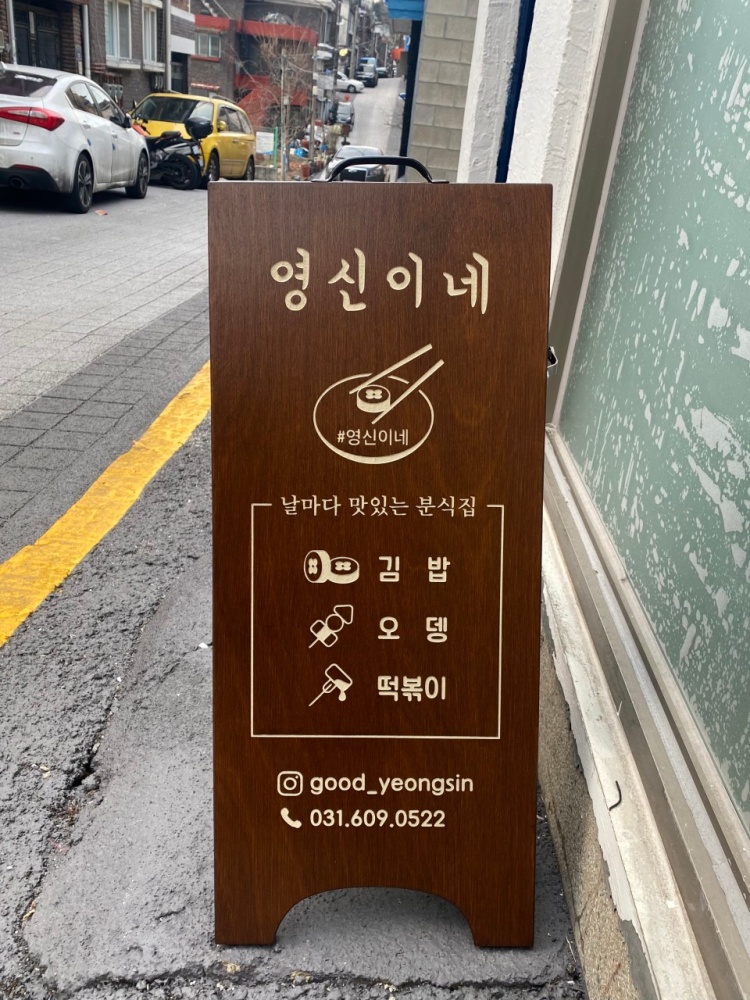 영신이네
#영신이네
날마다 맛있는 분식집
김 밥
오 뎅
떡볶이
good_yeongsin
031.609.0522